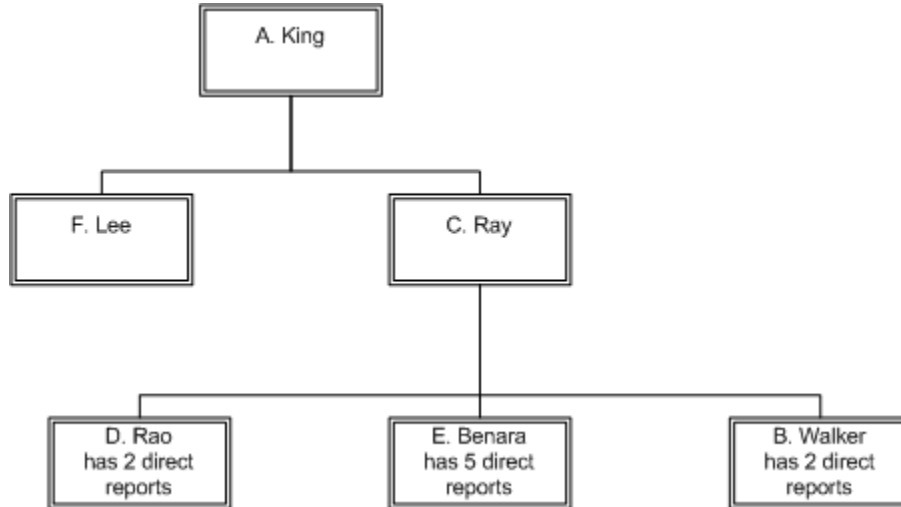 A. King
F. Lee
C. Ray
D. Rao
has 2 direct
reports
E. Benara
has 5 direct
reports
B. Walker
has 2 direct
reports